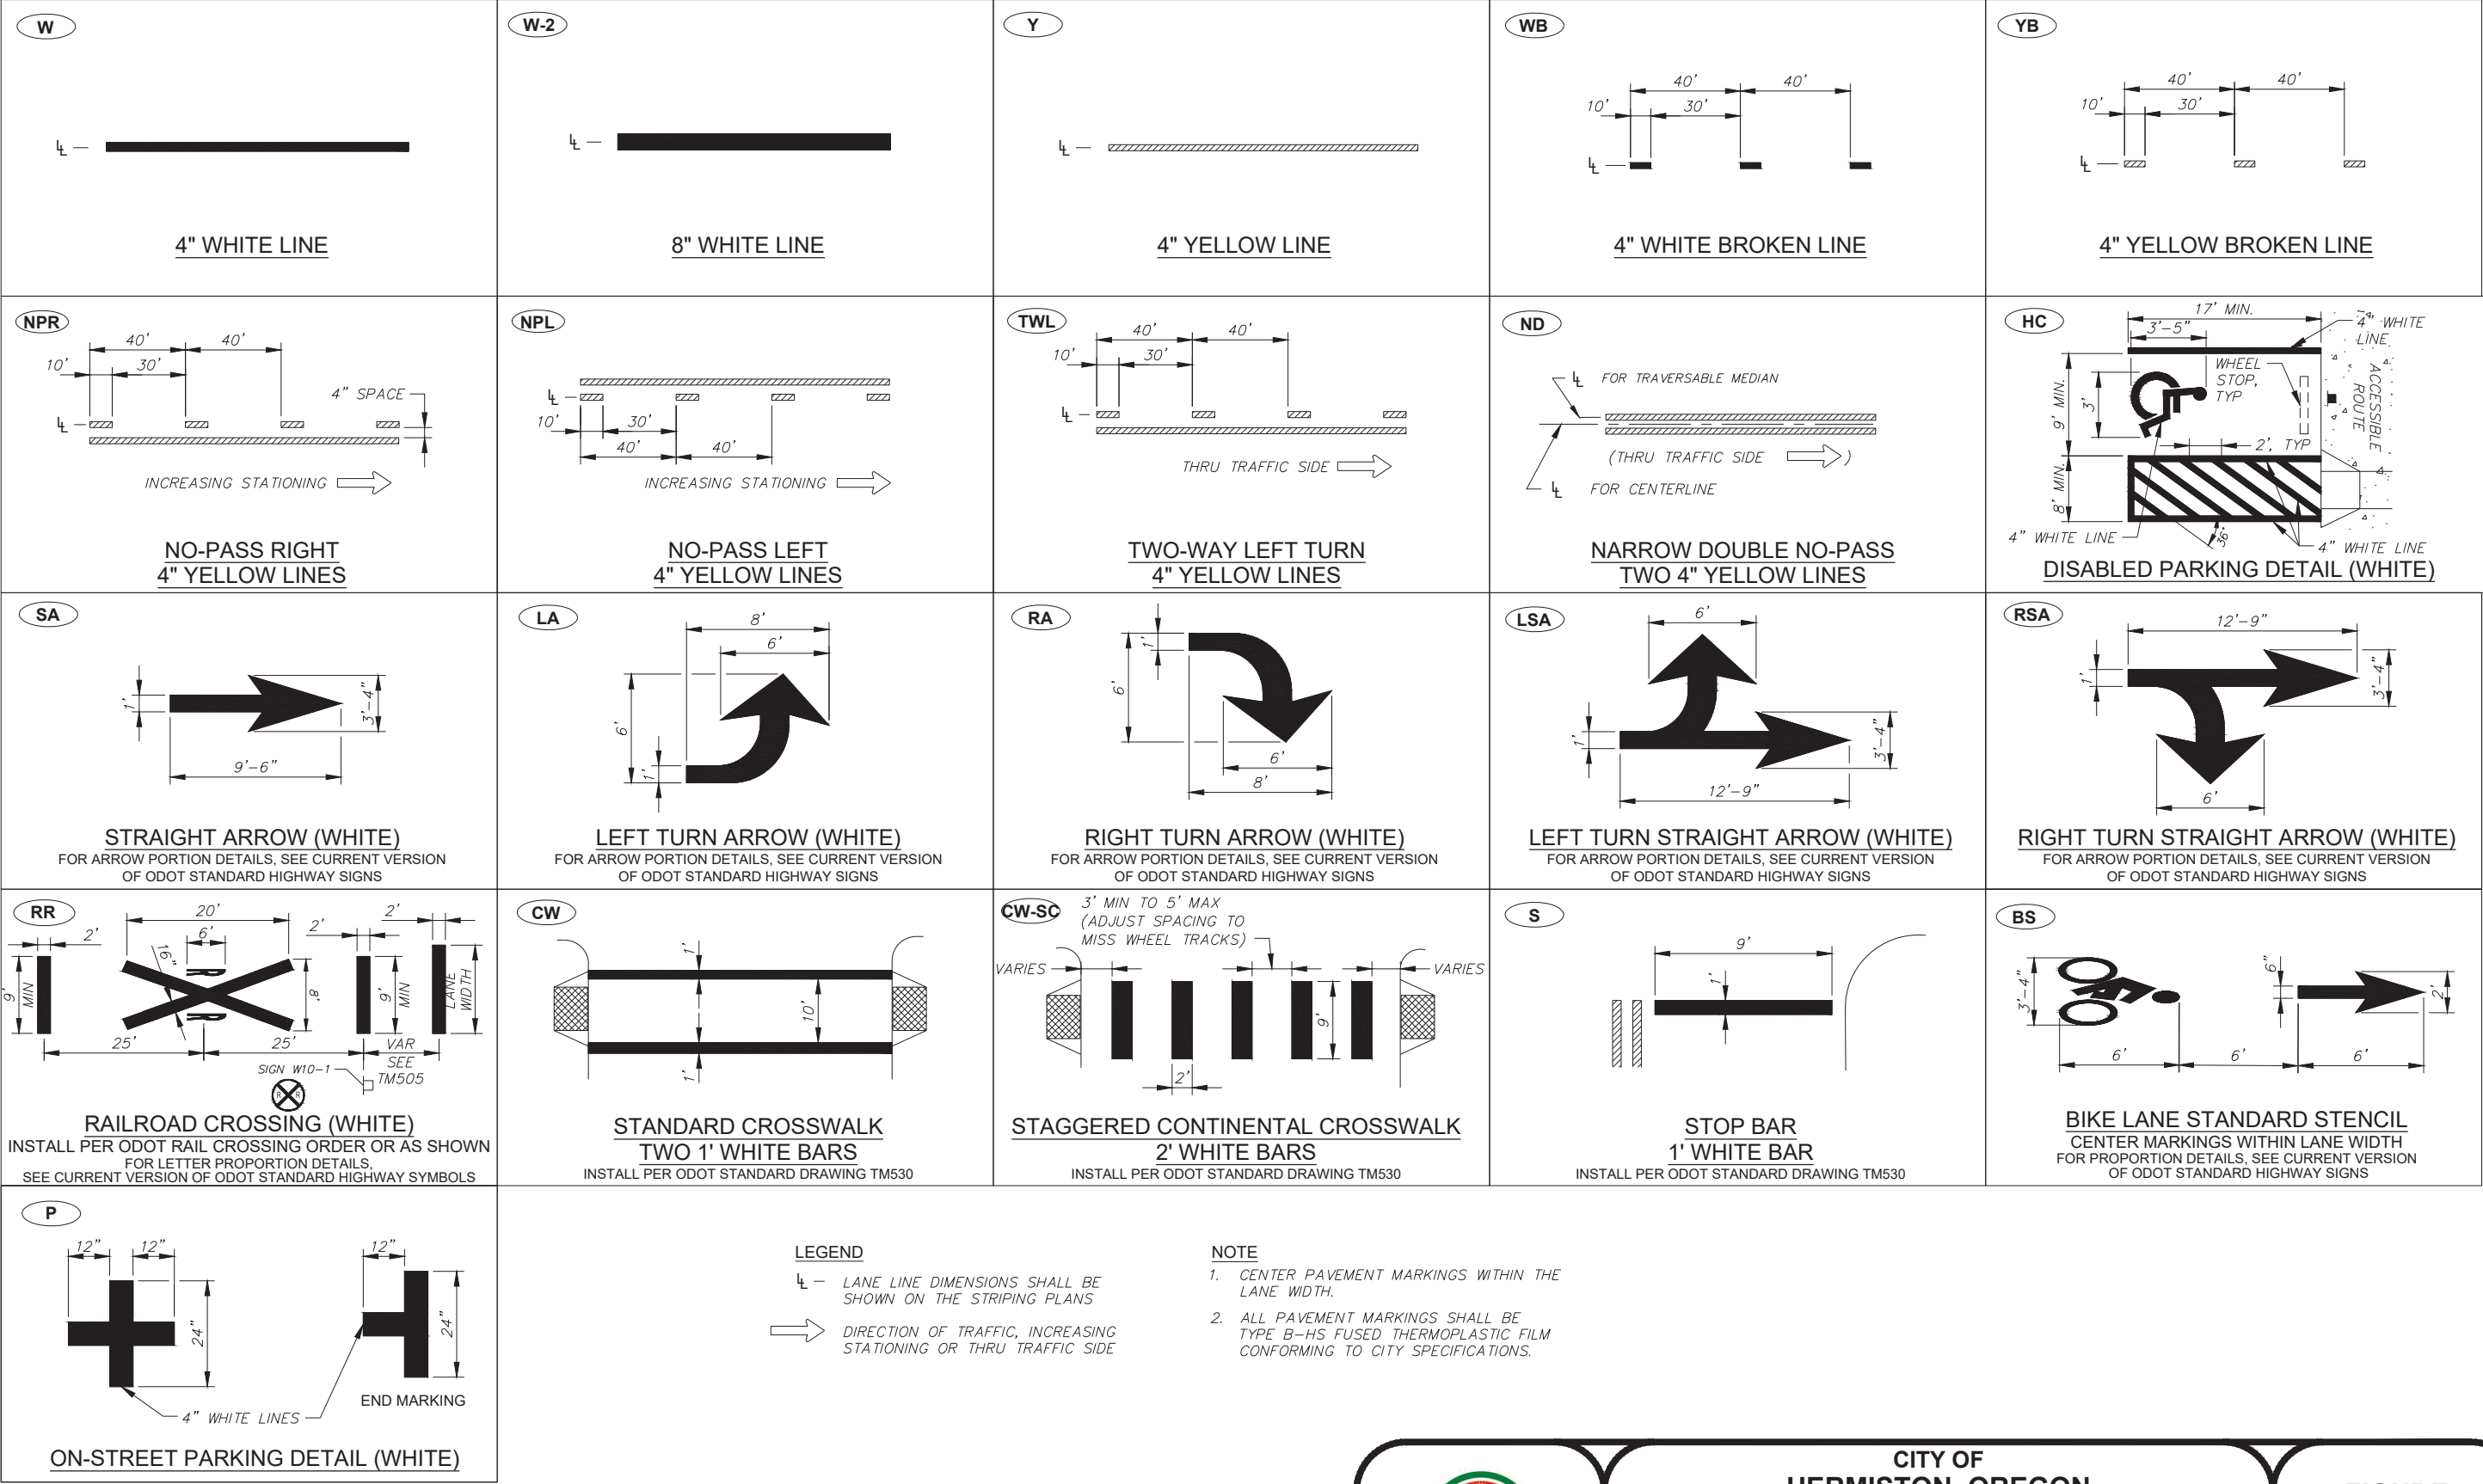 W
4" WHITE LINE
W-2
8" WHITE LINE
Y
4" YELLOW LINE
WB
40' 40'
10' 30'
4" WHITE BROKEN LINE
YB
40' 40'
10' 30'
4" YELLOW BROKEN LINE
NPR
40' 40'
10' 30'
4" SPACE
INCREASING STATIONING
NO-PASS RIGHT
4" YELLOW LINES
NPL
10' 30'
40' 40'
INCREASING STATIONING
NO-PASS LEFT
4" YELLOW LINES
TWL
40' 40'
10' 30'
THRU TRAFFIC SIDE
TWO-WAY LEFT TURN
4" YELLOW LINES
ND
FOR TRAVERSABLE MEDIAN
(THRU TRAFFIC SIDE )
FOR CENTERLINE
NARROW DOUBLE NO-PASS
TWO 4" YELLOW LINES
HC
17' MIN.
3'-5"
4" WHITE
LINE
WHEEL
STOP,
TYP
ACCESSIBLE
ROUTE
9' MIN.
3'
2', TYP
8' MIN.
4" WHITE LINE
36°
4" WHITE LINE
DISABLED PARKING DETAIL (WHITE)
SA
1'
3'-4"
9'-6"
STRAIGHT ARROW (WHITE)
FOR ARROW PORTION DETAILS, SEE CURRENT VERSION
OF ODOT STANDARD HIGHWAY SIGNS
LA
8'
6'
6'
1'
LEFT TURN ARROW (WHITE)
FOR ARROW PORTION DETAILS, SEE CURRENT VERSION
OF ODOT STANDARD HIGHWAY SIGNS
RA
1'
6'
6'
8'
RIGHT TURN ARROW (WHITE)
FOR ARROW PORTION DETAILS, SEE CURRENT VERSION
OF ODOT STANDARD HIGHWAY SIGNS
LSA
6'
1'
3'-4"
12'-9"
LEFT TURN STRAIGHT ARROW (WHITE)
FOR ARROW PORTION DETAILS, SEE CURRENT VERSION
OF ODOT STANDARD HIGHWAY SIGNS
RSA
12'-9"
1'
3'-4"
6'
RIGHT TURN STRAIGHT ARROW (WHITE)
FOR ARROW PORTION DETAILS, SEE CURRENT VERSION
OF ODOT STANDARD HIGHWAY SIGNS
RR
20'
2'
2'
6'
2'
16"
R
R
9'
MIN
8'
9'
MIN
LANE
WIDTH
25' 25' VAR
SEE
TM505
SIGN W10-1
R R
RAILROAD CROSSING (WHITE)
INSTALL PER ODOT RAIL CROSSING ORDER OR AS SHOWN
FOR LETTER PROPORTION DETAILS,
SEE CURRENT VERSION OF ODOT STANDARD HIGHWAY SYMBOLS
CW
1'
10'
1'
STANDARD CROSSWALK
TWO 1' WHITE BARS
INSTALL PER ODOT STANDARD DRAWING TM530
CW-SC
3' MIN TO 5' MAX
(ADJUST SPACING TO
MISS WHEEL TRACKS)
VARIES VARIES
9'
2'
STAGGERED CONTINENTAL CROSSWALK
2' WHITE BARS
INSTALL PER ODOT STANDARD DRAWING TM530
S
9'
1'
STOP BAR
1' WHITE BAR
INSTALL PER ODOT STANDARD DRAWING TM530
BS
3'-4"
6"
2'
6' 6' 6'
BIKE LANE STANDARD STENCIL
CENTER MARKINGS WITHIN LANE WIDTH
FOR PROPORTION DETAILS, SEE CURRENT VERSION
OF ODOT STANDARD HIGHWAY SIGNS
P
12" 12" 12"
24" 24"
END MARKING
4" WHITE LINES
ON-STREET PARKING DETAIL (WHITE)
LEGEND
LANE LINE DIMENSIONS SHALL BE
SHOWN ON THE STRIPING PLANS
DIRECTION OF TRAFFIC, INCREASING
STATIONING OR THRU TRAFFIC SIDE
NOTE
1. CENTER PAVEMENT MARKINGS WITHIN THE
LANE WIDTH.
2. ALL PAVEMENT MARKINGS SHALL BE
TYPE B-HS FUSED THERMOPLASTIC FILM
CONFORMING TO CITY SPECIFICATIONS.
CITY OF
HERMISTON, OREGON